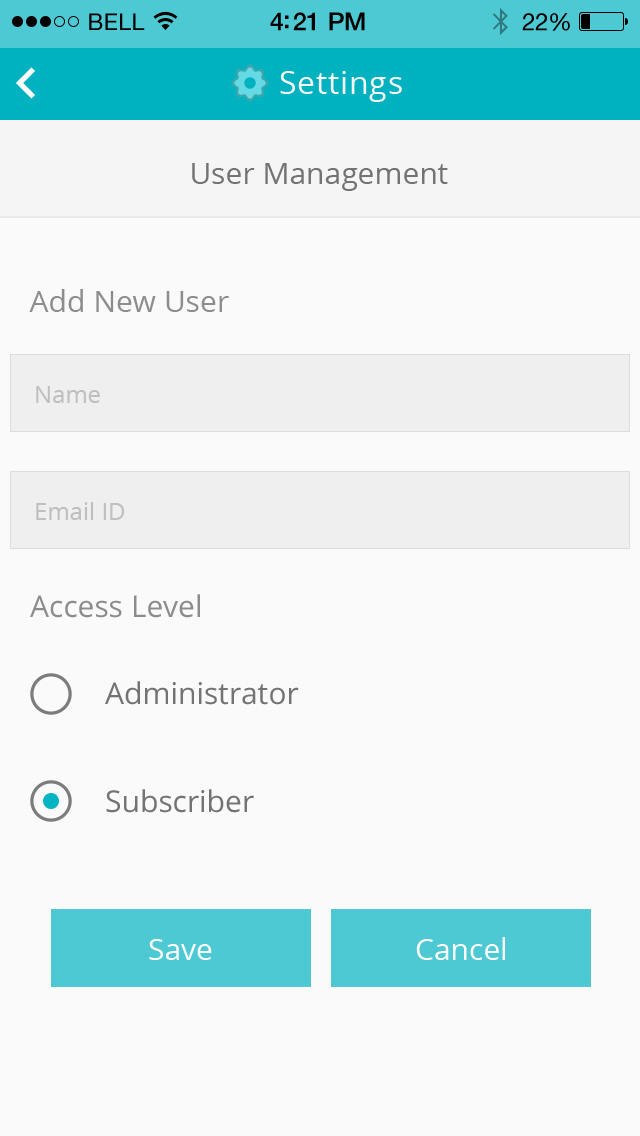 BELL 4:21 PM 22%
Settings
User Management
Add New User
Name
Email ID
Access Level
Administrator
Subscriber
Save Cancel